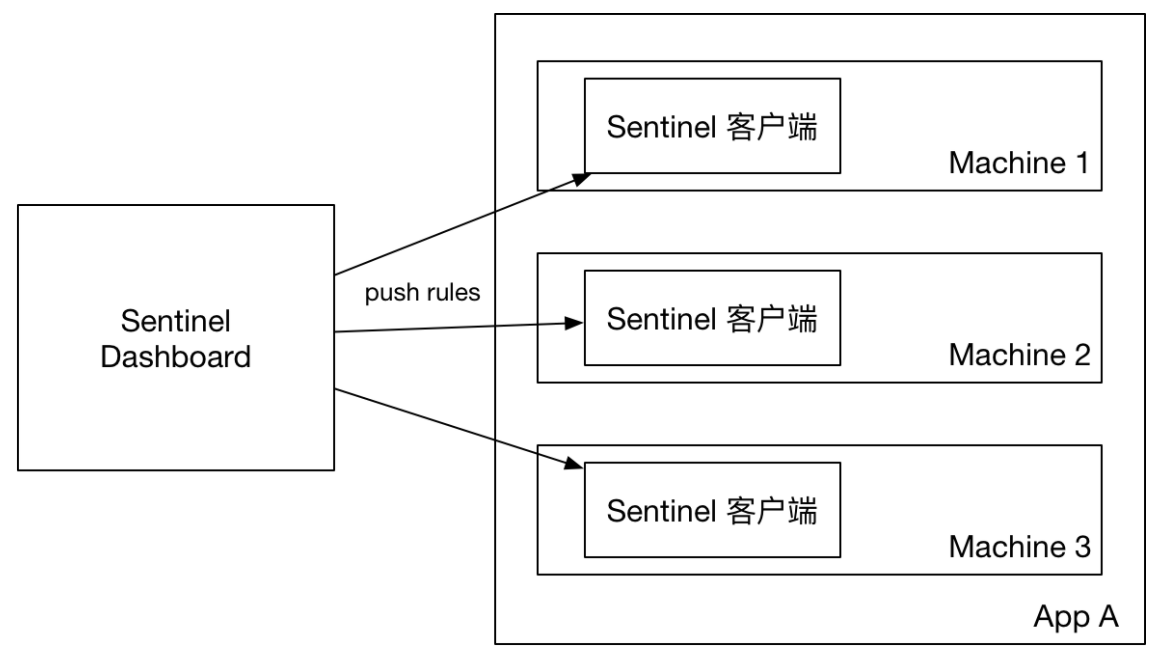 Sentinel
Dashboard
push rules
Sentinel 客户端
Machine 1
Sentinel 客户端
Machine 2
Sentinel 客户端
Machine 3
App A